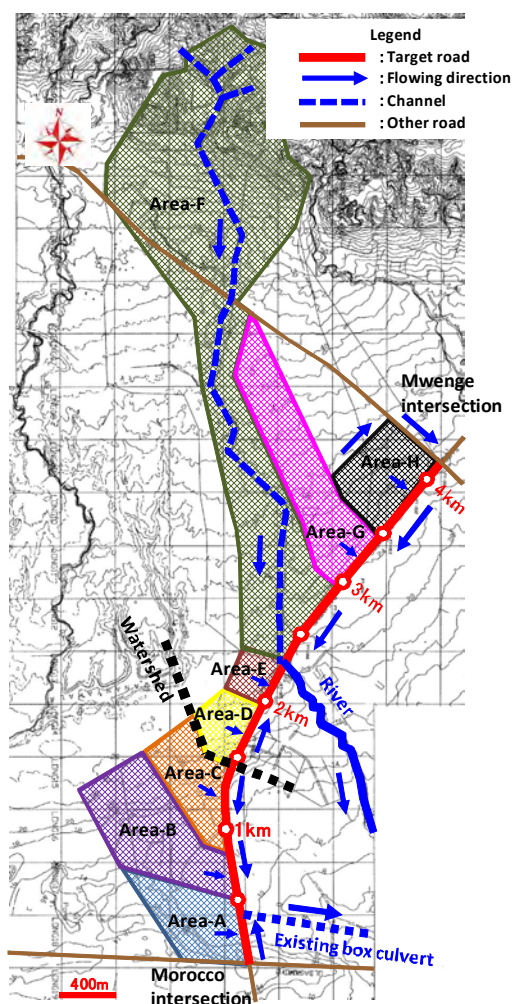 Legend
: Target road
: Flowing direction
: Channel
: Other road
N
Area-F
Mwenge
intersection
Area-H
4km
Area-G
3km
Watershed
Area-E
River
2km
Area-D
Area-C
1km
Area-B
Area-A
Existing box culvert
Morocco
intersection
400m